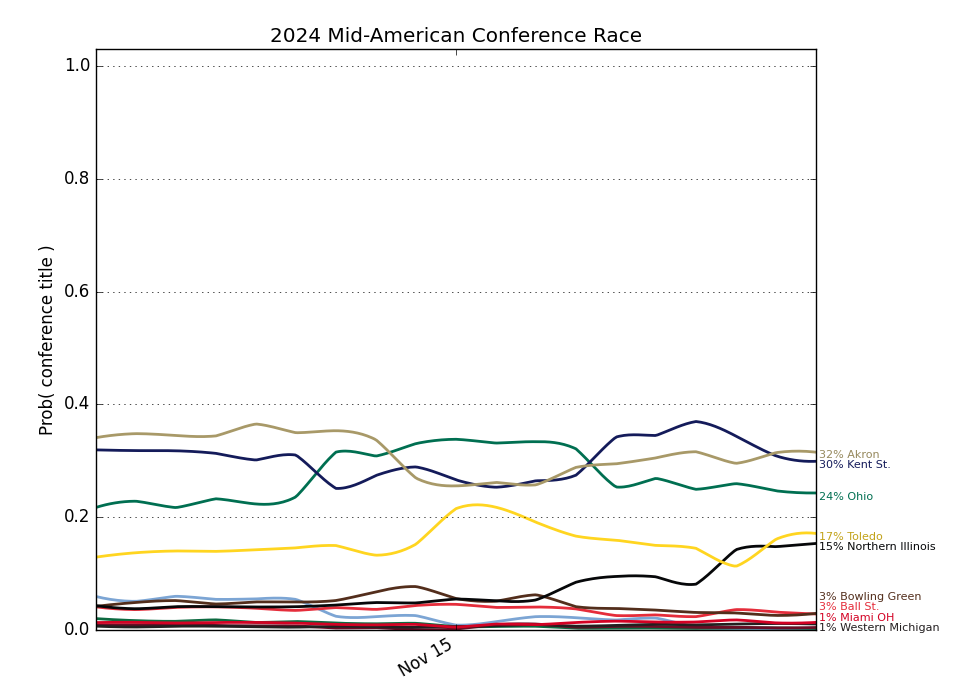 2024 Mid-American Conference Race
Prob( conference title )
1.0
0.8
0.6
0.4
0.2
0.0
Nov 15
32% Akron
30% Kent St.
24% Ohio
17% Toledo
15% Northern Illinois
3% Bowling Green
3% Ball St.
1% Miami OH
1% Western Michigan